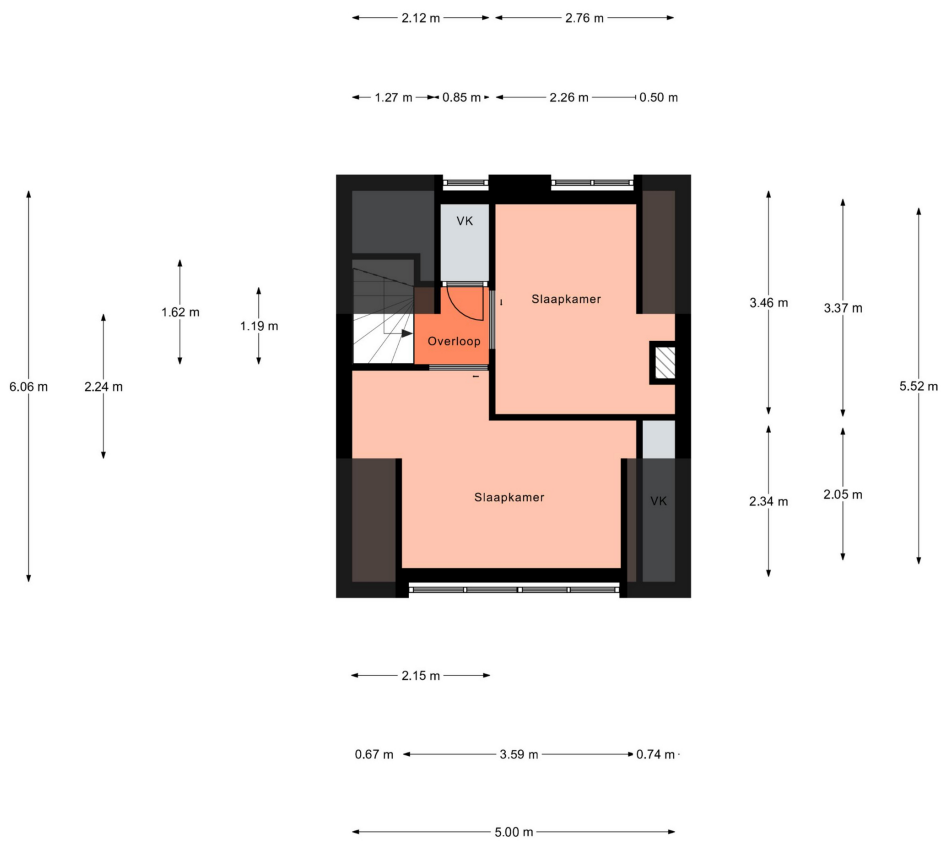 2.12 m 2.76 m
1.27 m 0.85 m 2.26 m 0.50 m
VK
Slaapkamer
3.46 m
3.37 m
1.62 m
1.19 m
Overloop
6.06 m
2.24 m
5.52 m
Slaapkamer
VK
2.34 m
2.05 m
2.15 m
0.67 m 3.59 m 0.74 m
5.00 m